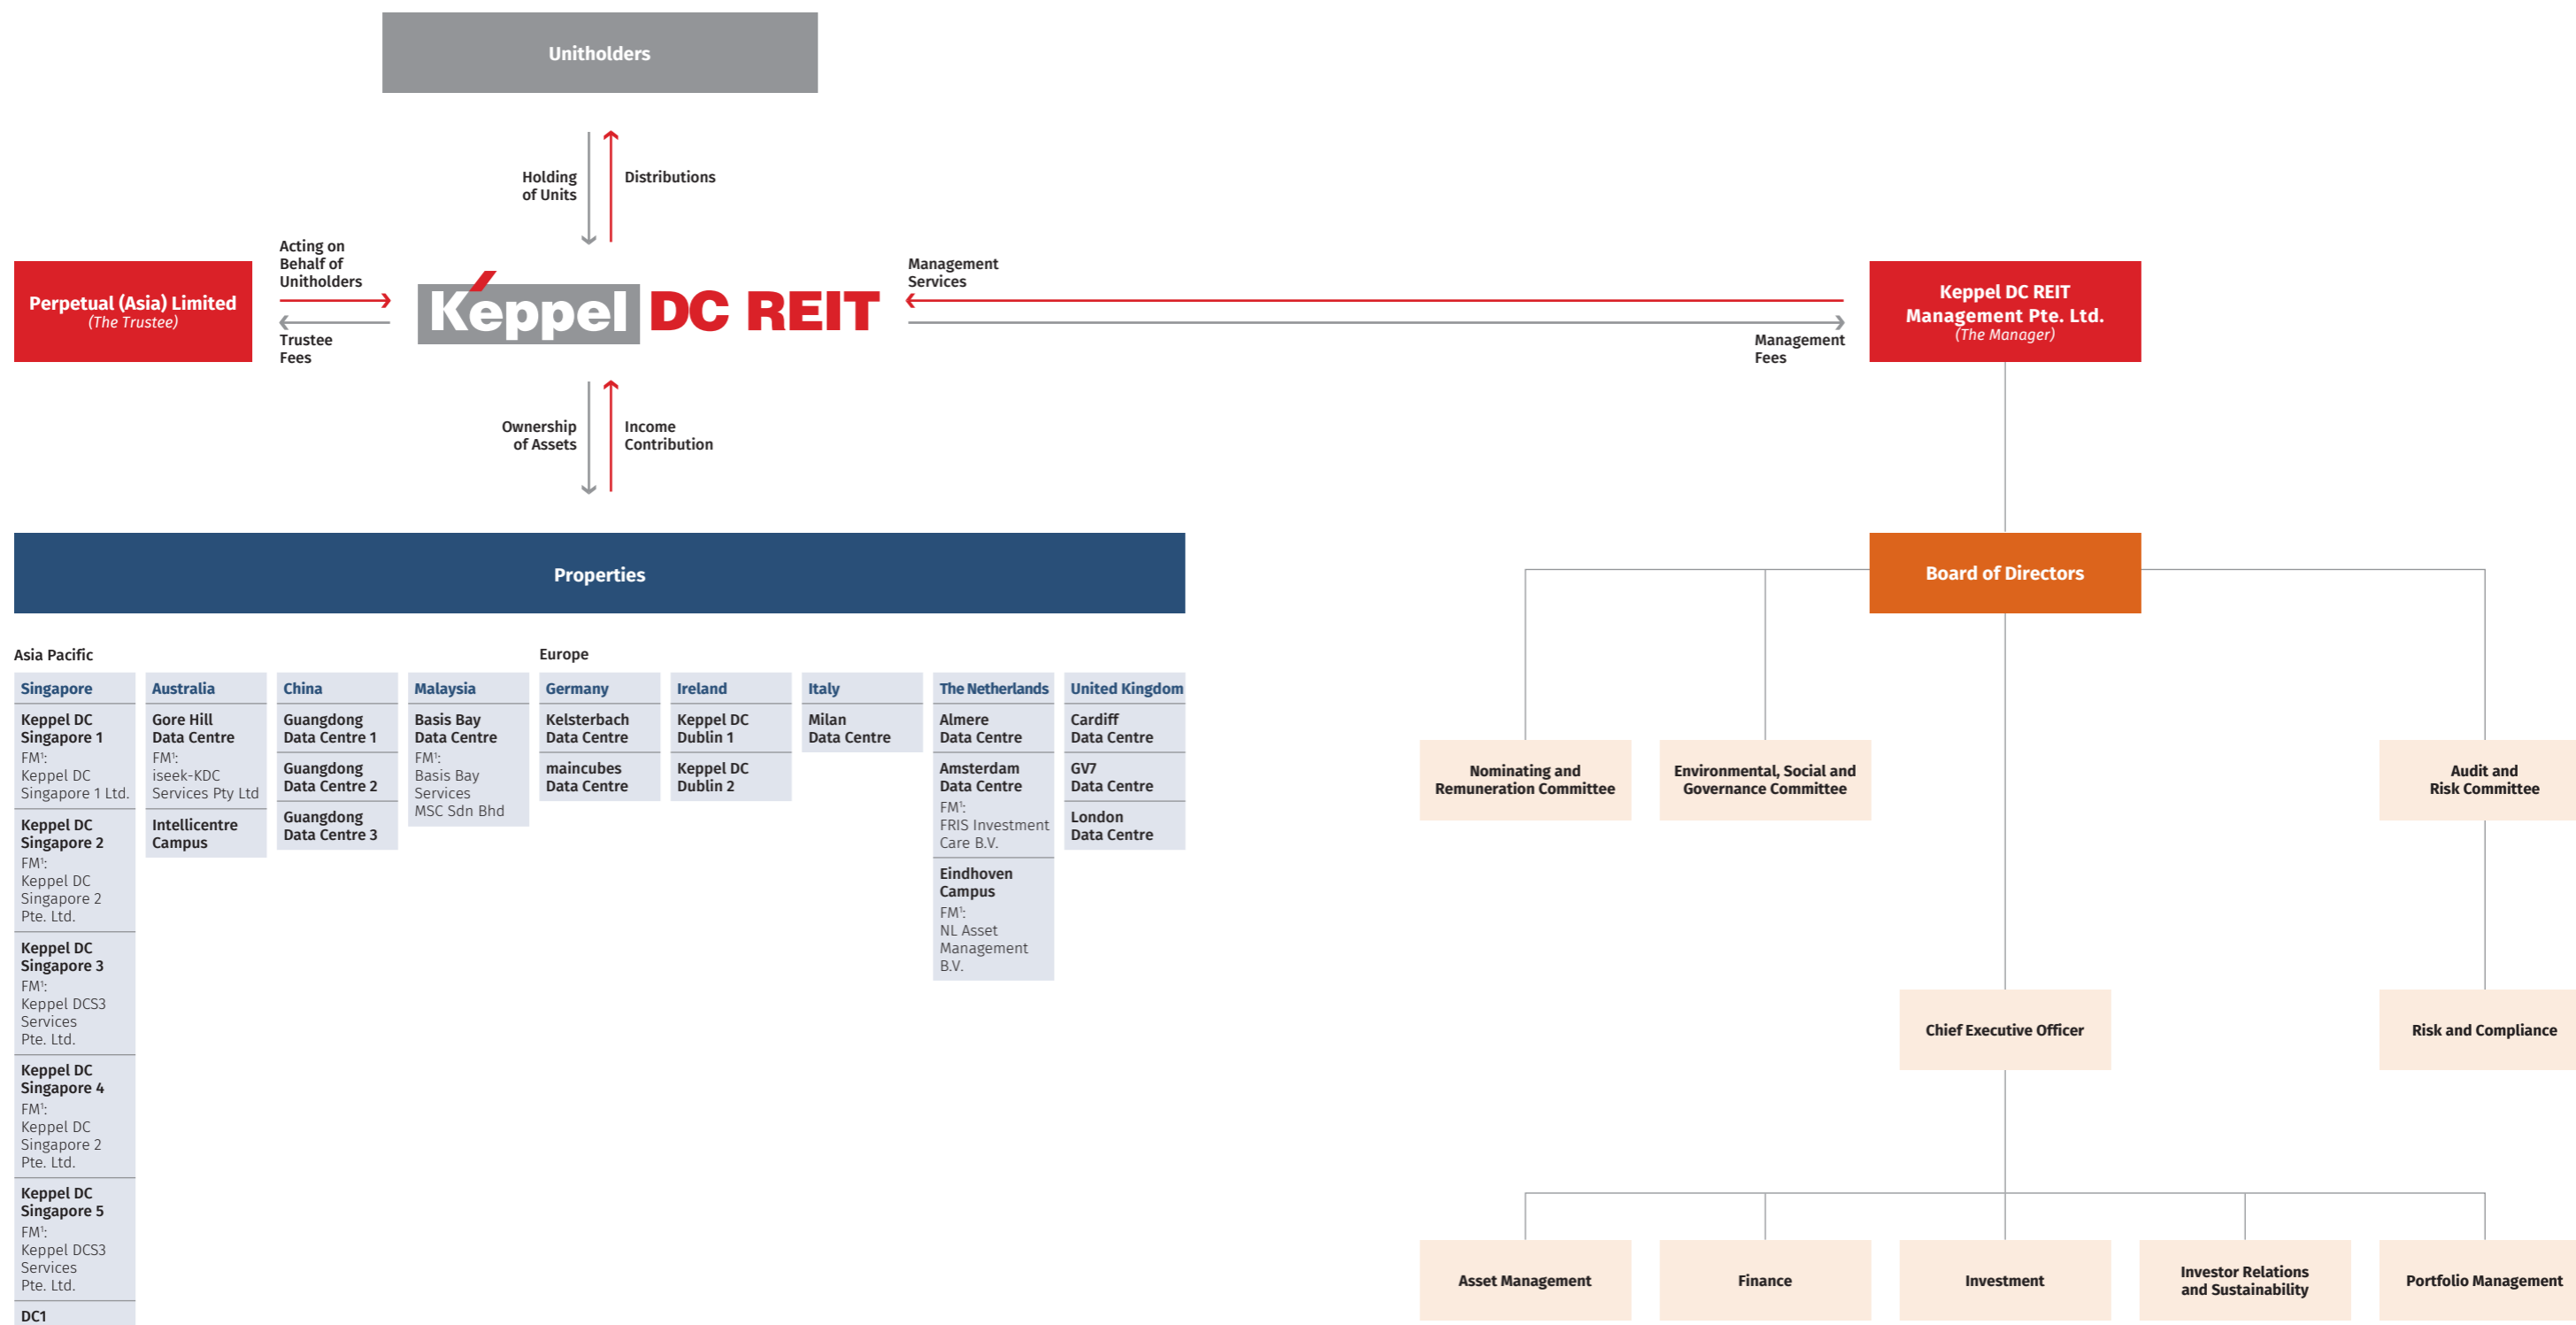 Unitholders
Holding
of Units
Distributions
Acting on
Behalf of
Unitholders
Perpetual (Asia) Limited
(The Trustee)
Trustee
Fees
Keppel DC REIT
Management
Services
Management
Fees
Keppel DC REIT
Management Pte. Ltd.
(The Manager)
Ownership
of Assets
Income
Contribution
Properties
Asia Pacific
Singapore
Keppel DC
Singapore 1
FM¹:
Keppel DC
Singapore 1 Ltd.
Keppel DC
Singapore 2
FM¹:
Keppel DC
Singapore 2
Pte. Ltd.
Keppel DC
Singapore 3
FM¹:
Keppel DCS3
Services
Pte. Ltd.
Keppel DC
Singapore 4
FM¹:
Keppel DC
Singapore 2
Pte. Ltd.
Keppel DC
Singapore 5
FM¹:
Keppel DCS3
Services
Pte. Ltd.
DC1
Australia
Gore Hill
Data Centre
FM¹:
iseek-KDC
Services Pty Ltd
Intellicentre
Campus
China
Guangdong
Data Centre 1
Guangdong
Data Centre 2
Guangdong
Data Centre 3
Malaysia
Basis Bay
Data Centre
FM¹:
Basis Bay
Services
MSC Sdn Bhd
Europe
Germany
Kelsterbach
Data Centre
maincubes
Data Centre
Ireland
Keppel DC
Dublin 1
Keppel DC
Dublin 2
Italy
Milan
Data Centre
The Netherlands
Almere
Data Centre
Amsterdam
Data Centre
FM¹:
FRIS Investment
Care B.V.
Eindhoven
Campus
FM¹:
NL Asset
Management
B.V.
United Kingdom
Cardiff
Data Centre
GV7
Data Centre
London
Data Centre
Board of Directors
Nominating and
Remuneration Committee
Environmental, Social and
Governance Committee
Audit and
Risk Committee
Chief Executive Officer
Risk and Compliance
Asset Management
Finance
Investment
Investor Relations
and Sustainability
Portfolio Management